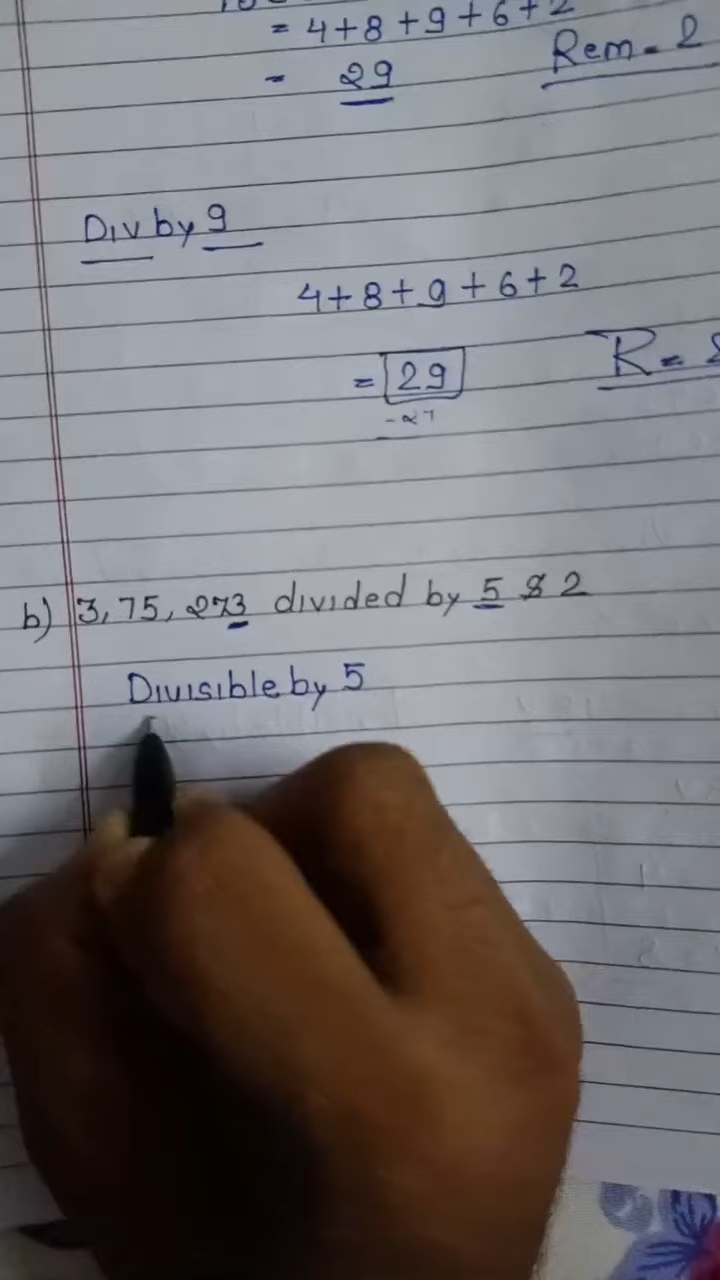 = 4+8+9+6+2
= 29 Rem = 2
Div by 9
4+8+9+6+2
= 29 R =
-27
b) 3,75,273 divided by 5 & 2
Divisible by 5